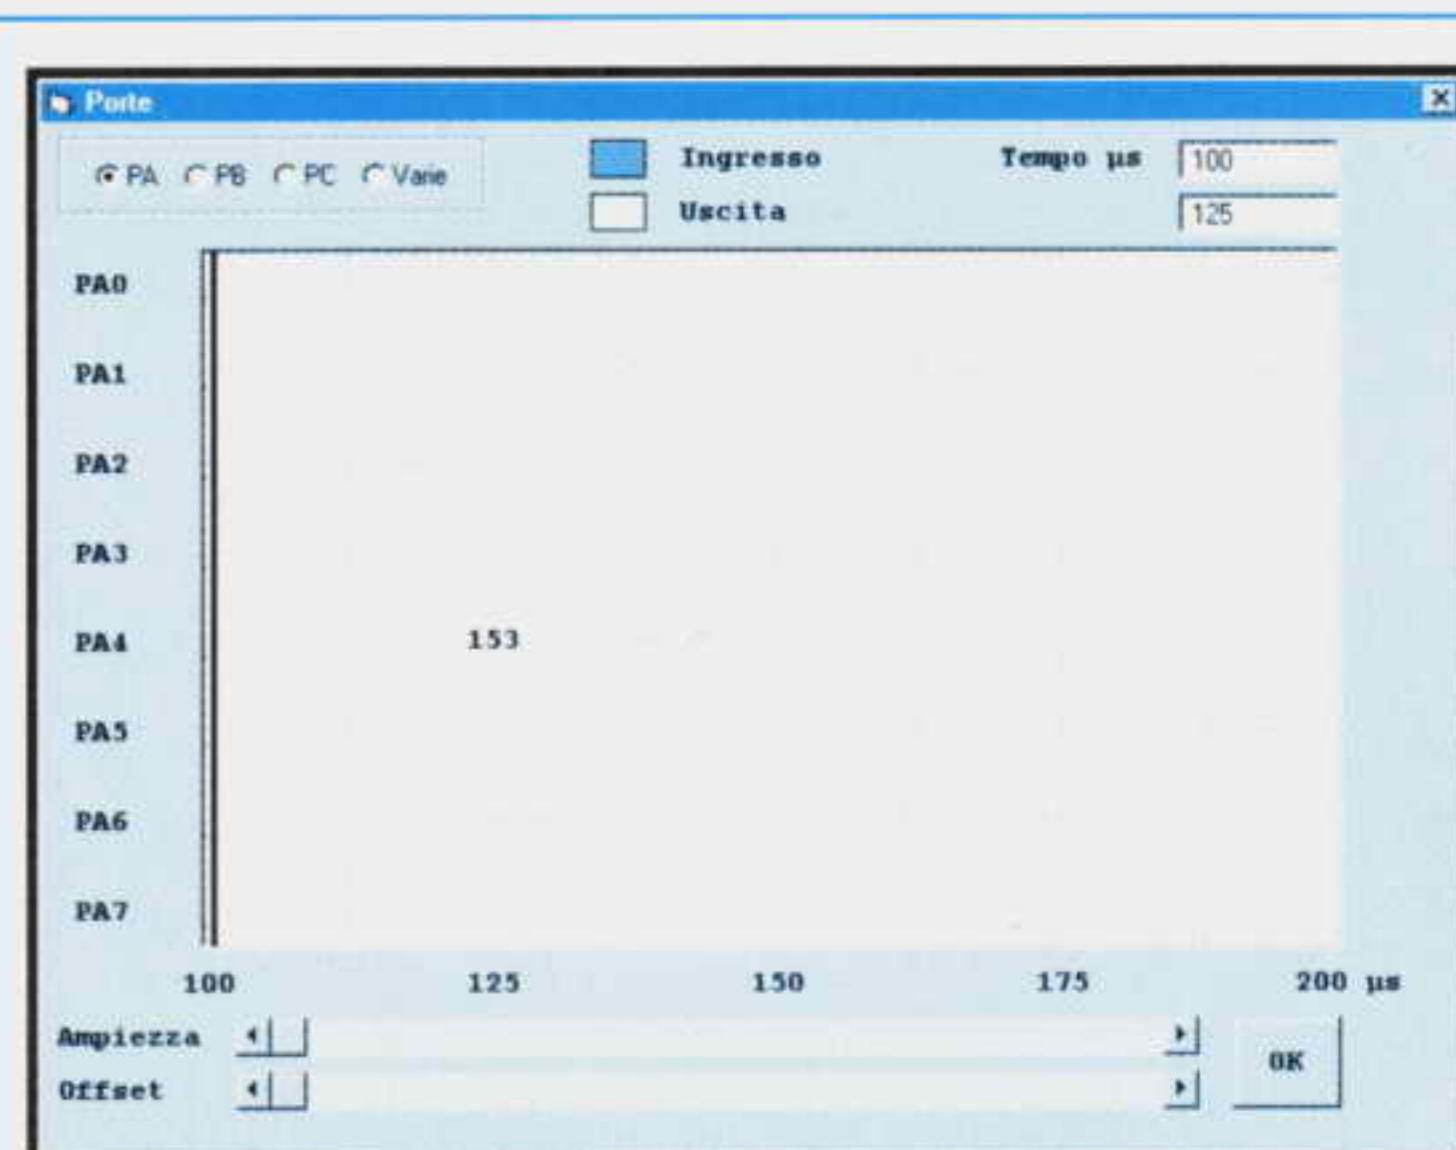 Porte
PA PB PC Varie
Ingresso
Uscita
Tempo µs
100
125
PA0
PA1
PA2
PA3
PA4
153
PA5
PA6
PA7
100 125 150 175 200 µs
Ampiezza
Offset
OK